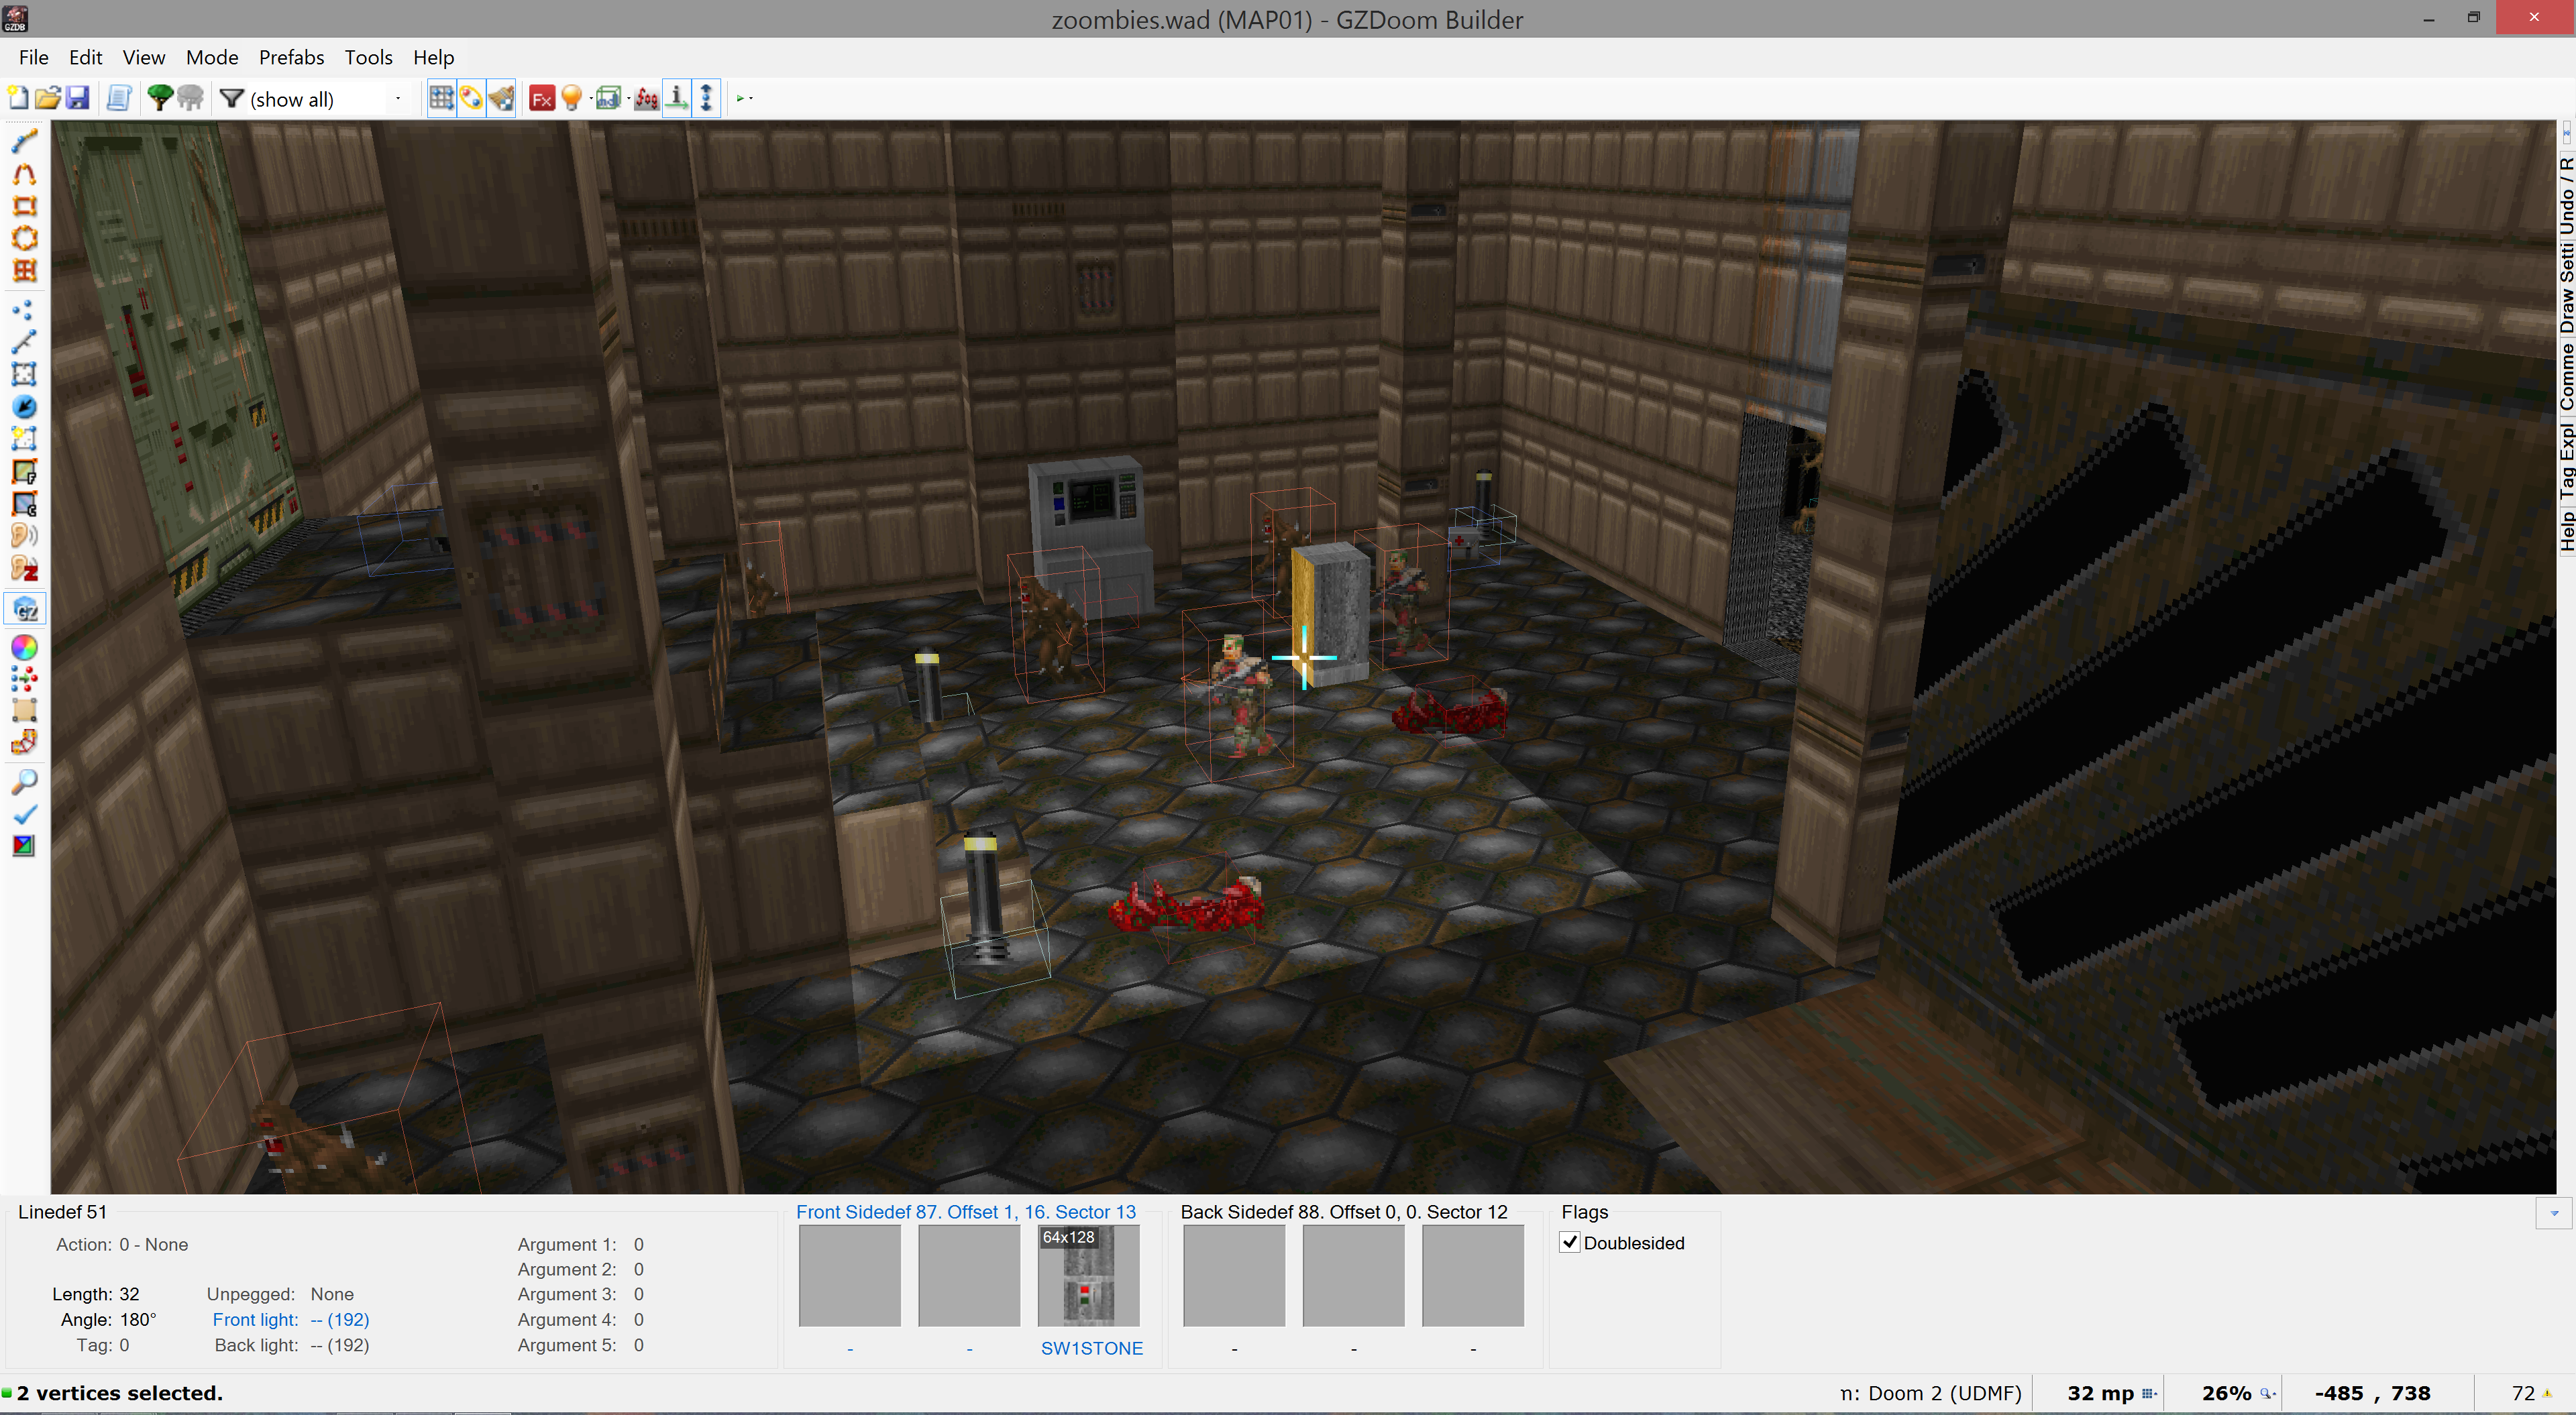 GZDB
zoombies.wad (MAP01) - GZDoom Builder
File Edit View Mode Prefabs Tools Help
(show all)
Fx
fog
Undo / R
Draw Setti
Comme
Tag Expl
Help
GZ
Linedef 51
Action: 0 - None
Length: 32
Angle: 180°
Tag: 0
Unpegged: None
Front light: -- (192)
Back light: -- (192)
Argument 1: 0
Argument 2: 0
Argument 3: 0
Argument 4: 0
Argument 5: 0
Front Sidedef 87. Offset 1, 16. Sector 13
64x128
- - SW1STONE
Back Sidedef 88. Offset 0, 0. Sector 12
- - -
Flags
Doublesided
2 vertices selected.
n: Doom 2 (UDMF) 32 mp 26% -485 , 738 72